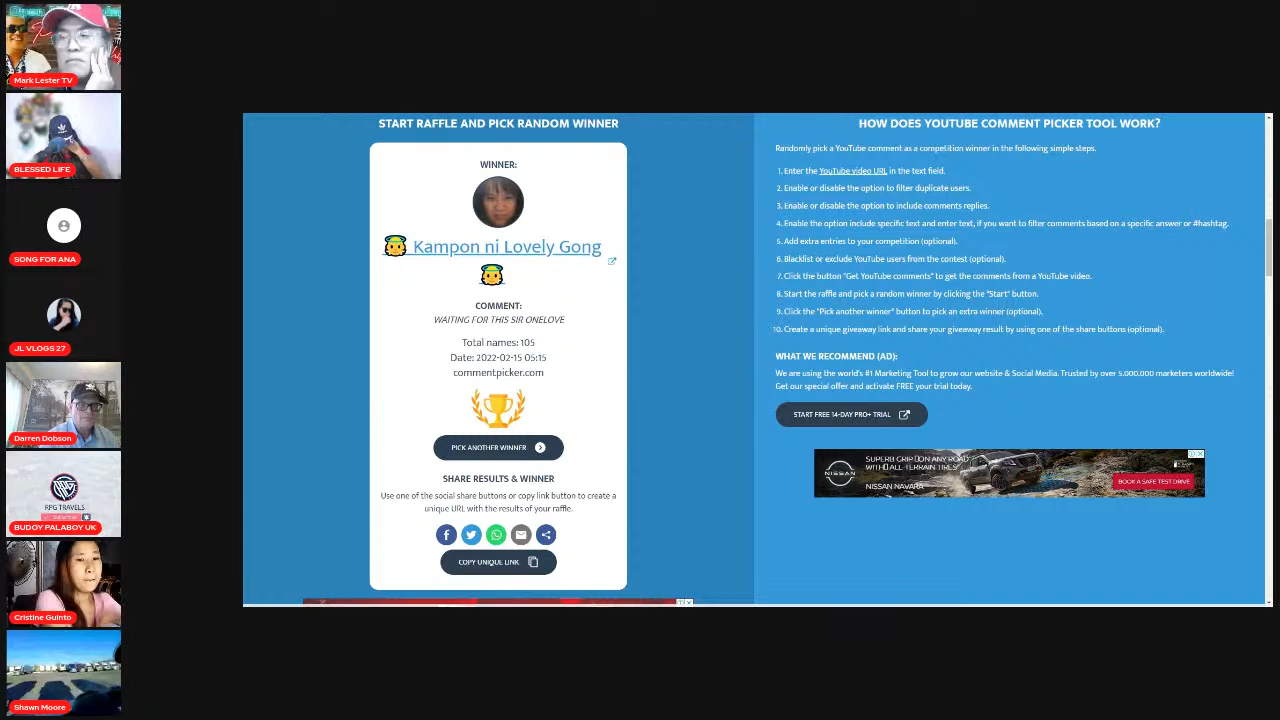 Mark Lester TV
BLESSED LIFE
SONG FOR ANA
JL VLOGS 27
Darren Dobson
RPG TRAVELS
BUDOY PALABOY UK
Cristine Guinto
Shawn Moore
START RAFFLE AND PICK RANDOM WINNER
WINNER:
Kampon ni Lovely Gong
COMMENT:
WAITING FOR THIS SIR ONELOVE
Total names: 105
Date: 2022-02-15 05:15
commentpicker.com
PICK ANOTHER WINNER
SHARE RESULTS & WINNER
Use one of the social share buttons or copy link button to create a
unique URL with the results of your raffle.
COPY UNIQUE LINK
HOW DOES YOUTUBE COMMENT PICKER TOOL WORK?
Randomly pick a YouTube comment as a competition winner in the following simple steps.
1. Enter the YouTube video URL in the text field.
2. Enable or disable the option to filter duplicate users.
3. Enable or disable the option to include comments replies.
4. Enable the option include specific text and enter text, if you want to filter comments based on a specific answer or #hashtag.
5. Add extra entries to your competition (optional).
6. Blacklist or exclude YouTube users from the contest (optional).
7. Click the button "Get YouTube comments" to get the comments from a YouTube video.
8. Start the raffle and pick a random winner by clicking the "Start" button.
9. Click the "Pick another winner" button to pick an extra winner (optional).
10. Create a unique giveaway link and share your giveaway result by using one of the share buttons (optional).
WHAT WE RECOMMEND (AD):
We are using the world's #1 Marketing Tool to grow our website & Social Media. Trusted by over 5.000.000 marketers worldwide!
Get our special offer and activate FREE your trial today.
START FREE 14-DAY PRO+ TRIAL
NISSAN
SUPERB GRIP ON ANY ROAD
WITH ALL-TERRAIN TIRES
NISSAN NAVARA
BOOK A SAFE TEST DRIVE